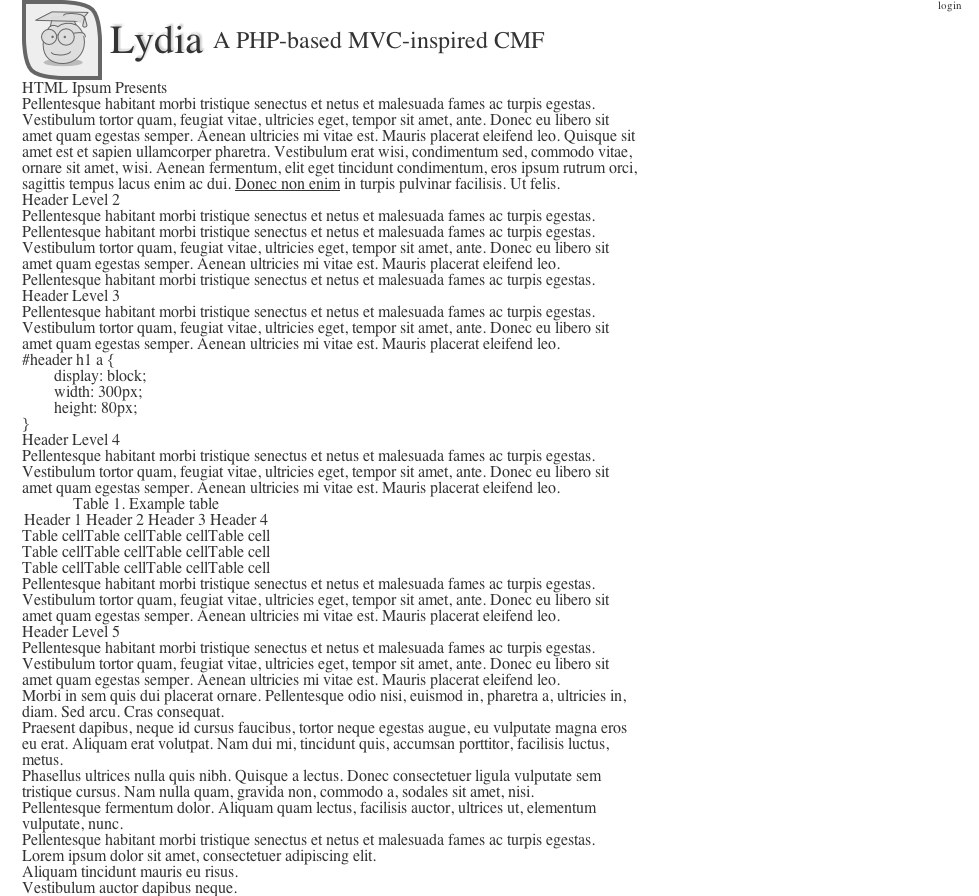 login
Lydia A PHP-based MVC-inspired CMF
HTML Ipsum Presents
Pellentesque habitant morbi tristique senectus et netus et malesuada fames ac turpis egestas.
Vestibulum tortor quam, feugiat vitae, ultricies eget, tempor sit amet, ante. Donec eu libero sit
amet quam egestas semper. Aenean ultricies mi vitae est. Mauris placerat eleifend leo. Quisque sit
amet est et sapien ullamcorper pharetra. Vestibulum erat wisi, condimentum sed, commodo vitae,
ornare sit amet, wisi. Aenean fermentum, elit eget tincidunt condimentum, eros ipsum rutrum orci,
sagittis tempus lacus enim ac dui. Donec non enim in turpis pulvinar facilisis. Ut felis.
Header Level 2
Pellentesque habitant morbi tristique senectus et netus et malesuada fames ac turpis egestas.
Pellentesque habitant morbi tristique senectus et netus et malesuada fames ac turpis egestas.
Vestibulum tortor quam, feugiat vitae, ultricies eget, tempor sit amet, ante. Donec eu libero sit
amet quam egestas semper. Aenean ultricies mi vitae est. Mauris placerat eleifend leo.
Pellentesque habitant morbi tristique senectus et netus et malesuada fames ac turpis egestas.
Header Level 3
Pellentesque habitant morbi tristique senectus et netus et malesuada fames ac turpis egestas.
Vestibulum tortor quam, feugiat vitae, ultricies eget, tempor sit amet, ante. Donec eu libero sit
amet quam egestas semper. Aenean ultricies mi vitae est. Mauris placerat eleifend leo.
#header h1 a {
display: block;
width: 300px;
height: 80px;
}
Header Level 4
Pellentesque habitant morbi tristique senectus et netus et malesuada fames ac turpis egestas.
Vestibulum tortor quam, feugiat vitae, ultricies eget, tempor sit amet, ante. Donec eu libero sit
amet quam egestas semper. Aenean ultricies mi vitae est. Mauris placerat eleifend leo.
Table 1. Example table
Header 1 Header 2 Header 3 Header 4
Table cellTable cellTable cellTable cell
Table cellTable cellTable cellTable cell
Table cellTable cellTable cellTable cell
Pellentesque habitant morbi tristique senectus et netus et malesuada fames ac turpis egestas.
Vestibulum tortor quam, feugiat vitae, ultricies eget, tempor sit amet, ante. Donec eu libero sit
amet quam egestas semper. Aenean ultricies mi vitae est. Mauris placerat eleifend leo.
Header Level 5
Pellentesque habitant morbi tristique senectus et netus et malesuada fames ac turpis egestas.
Vestibulum tortor quam, feugiat vitae, ultricies eget, tempor sit amet, ante. Donec eu libero sit
amet quam egestas semper. Aenean ultricies mi vitae est. Mauris placerat eleifend leo.
Morbi in sem quis dui placerat ornare. Pellentesque odio nisi, euismod in, pharetra a, ultricies in,
diam. Sed arcu. Cras consequat.
Praesent dapibus, neque id cursus faucibus, tortor neque egestas augue, eu vulputate magna eros
eu erat. Aliquam erat volutpat. Nam dui mi, tincidunt quis, accumsan porttitor, facilisis luctus,
metus.
Phasellus ultrices nulla quis nibh. Quisque a lectus. Donec consectetuer ligula vulputate sem
tristique cursus. Nam nulla quam, gravida non, commodo a, sodales sit amet, nisi.
Pellentesque fermentum dolor. Aliquam quam lectus, facilisis auctor, ultrices ut, elementum
vulputate, nunc.
Pellentesque habitant morbi tristique senectus et netus et malesuada fames ac turpis egestas.
Lorem ipsum dolor sit amet, consectetuer adipiscing elit.
Aliquam tincidunt mauris eu risus.
Vestibulum auctor dapibus neque.